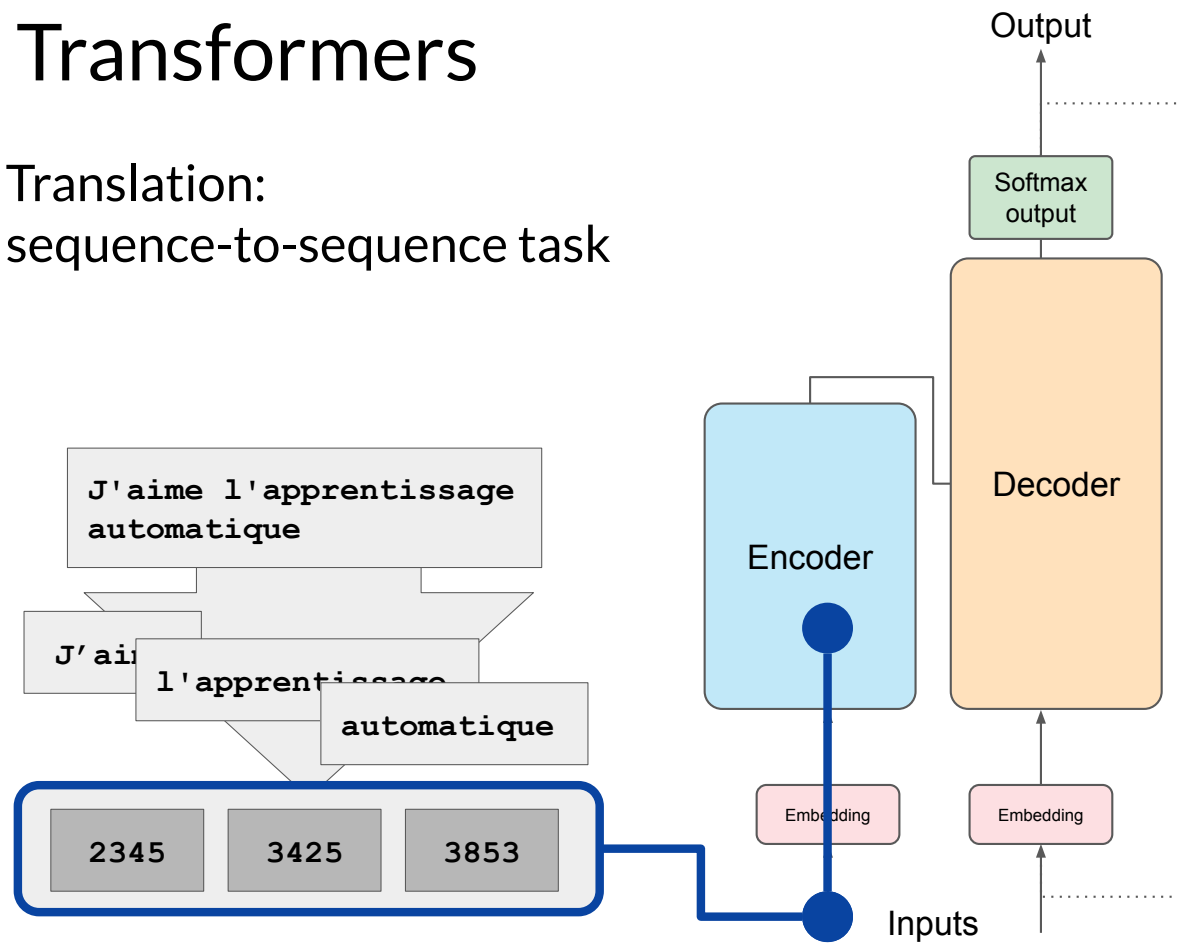 Transformers
Translation:
sequence-to-sequence task
J'aime l'apprentissage
automatique
l'apprentissage
automatique
2345 3425 3853
Output
Softmax
output
Decoder
Encoder
Embedding
Embedding
Inputs